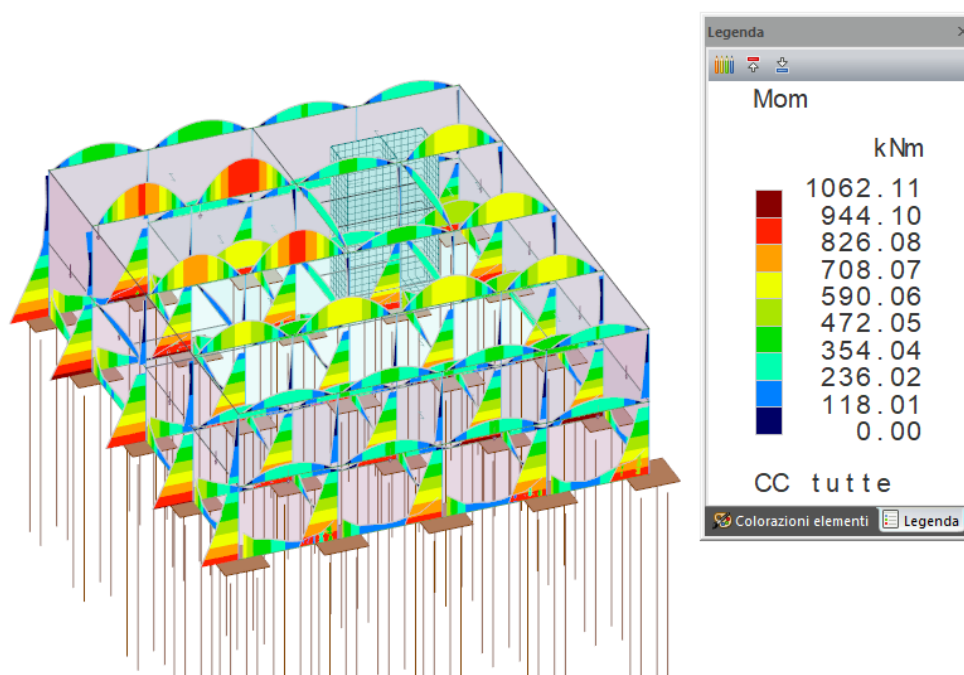 Legenda
Mom
kNm
1062.11
944.10
826.08
708.07
590.06
472.05
354.04
236.02
118.01
0.00
CC tutte
Colorazioni elementi
Legenda